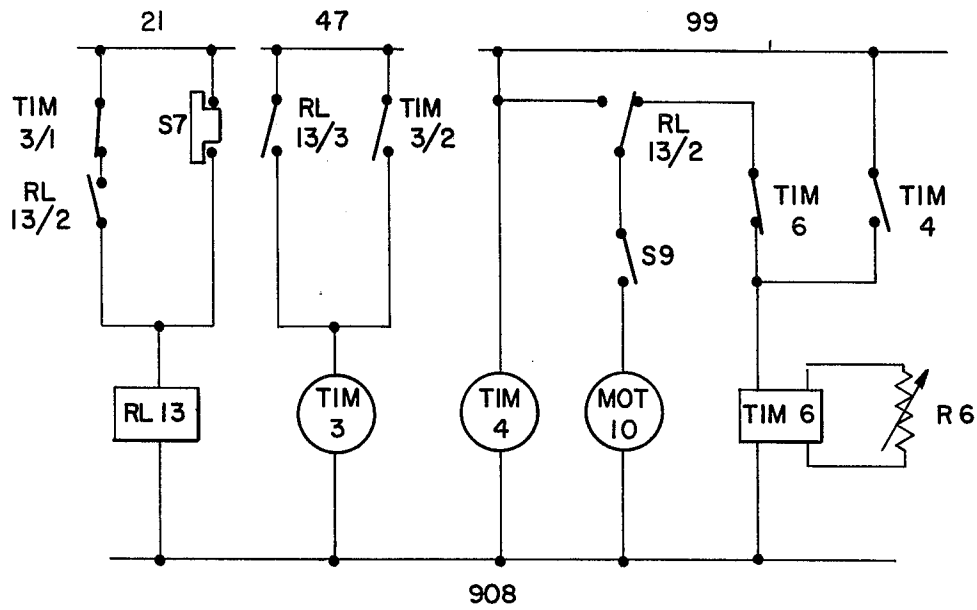 21
47
99
TIM
3/1
S7
RL
13/3
TIM
3/2
RL
13/2
RL
13/2
TIM
6
TIM
4
S9
RL 13
TIM
3
TIM
4
MOT
10
TIM 6
R6
908